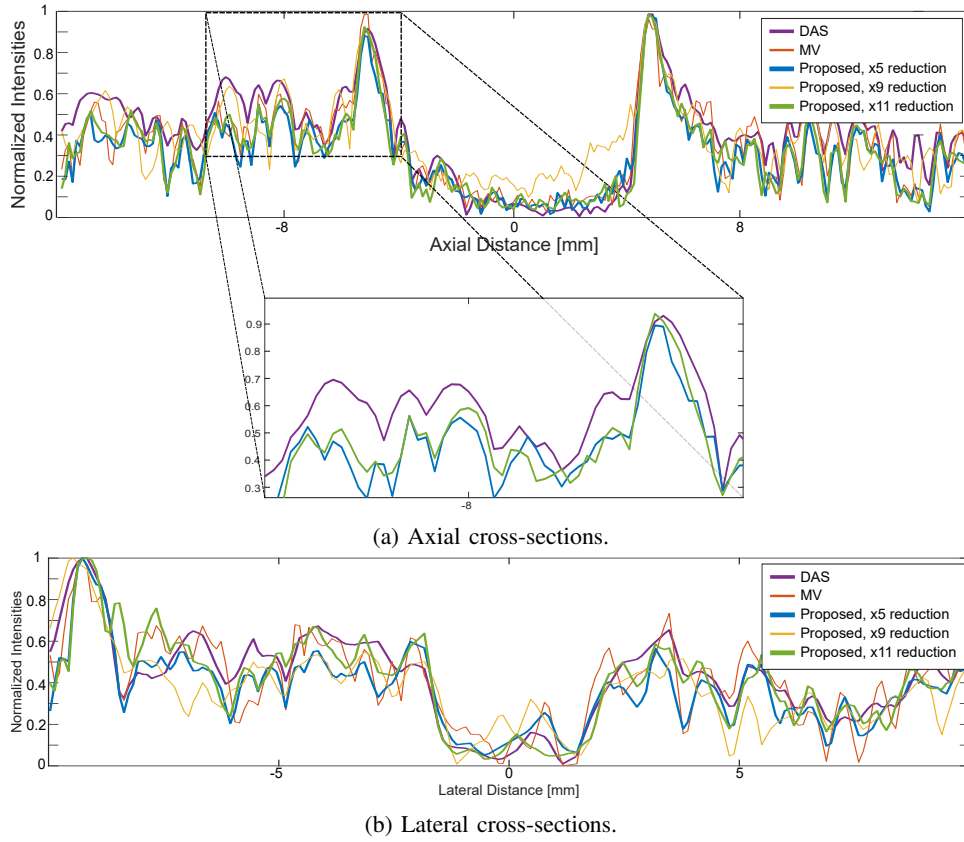 Normalized Intensities
1
0.8
0.6
0.4
0.2
0
-8
0
8
Axial Distance [mm]
DAS
MV
Proposed, x5 reduction
Proposed, x9 reduction
Proposed, x11 reduction
0.9
0.8
0.7
0.6
0.5
0.4
0.3
-8
(a) Axial cross-sections.
Normalized Intensities
1
0.8
0.6
0.4
0.2
0
-5
0
5
Lateral Distance [mm]
DAS
MV
Proposed, x5 reduction
Proposed, x9 reduction
Proposed, x11 reduction
(b) Lateral cross-sections.